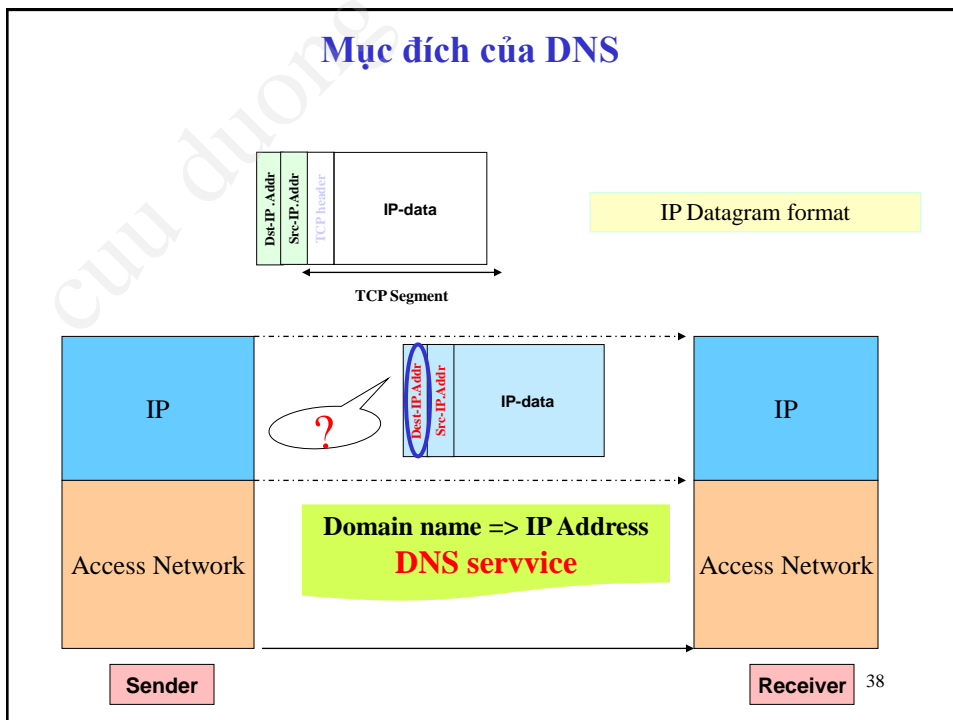 Mục đích của DNS
cuu duong
Dst-IP .Addr
Src-IP.Addr
TCP header
IP-data
IP Datagram format
TCP Segment
IP
?
Dest-IP.Addr
Src-IP.Addr
IP-data
IP
Domain name => IP Address
DNS servvice
Access Network
Access Network
Sender
Receiver
38